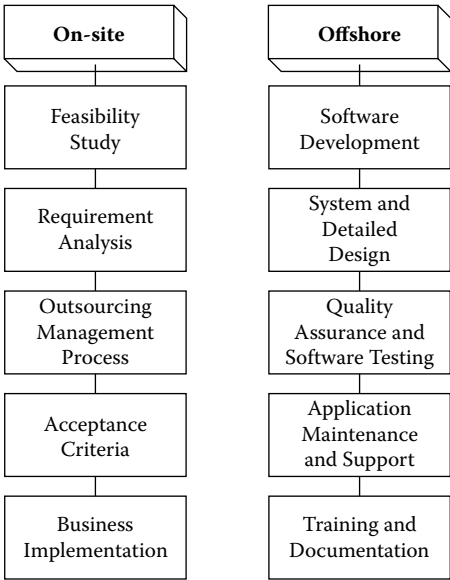 On-site
Feasibility
Study
Requirement
Analysis
Outsourcing
Management
Process
Acceptance
Criteria
Business
Implementation
Offshore
Software
Development
System and
Detailed
Design
Quality
Assurance and
Software Testing
Application
Maintenance
and Support
Training and
Documentation